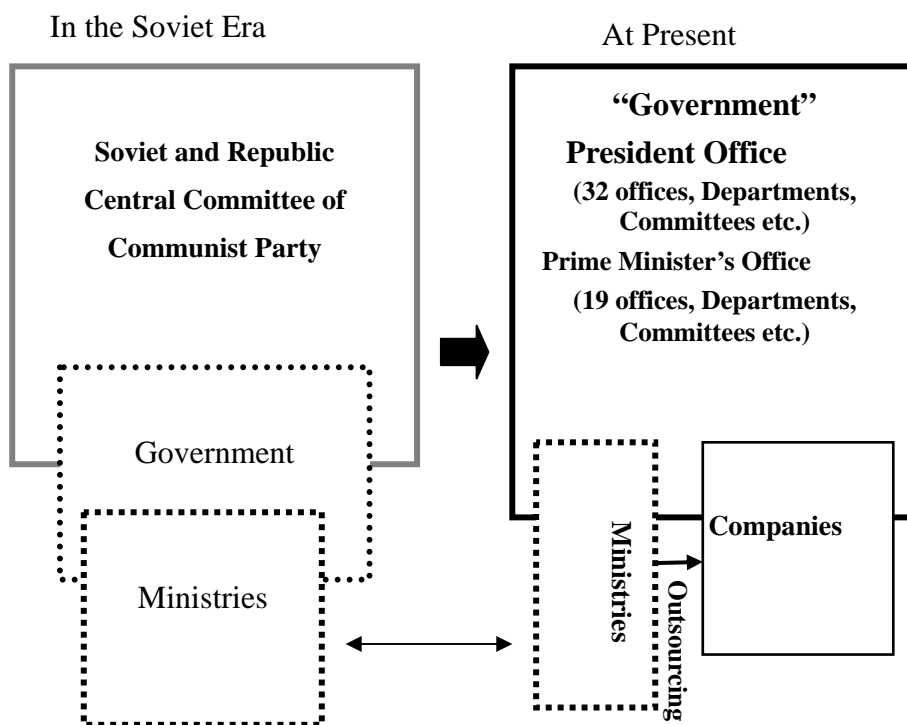 In the Soviet Era
Soviet and Republic
Central Committee of
Communist Party
Government
Ministries
At Present
“Government”
President Office
(32 offices, Departments,
Committees etc.)
Prime Minister’s Office
(19 offices, Departments,
Committees etc.)
Ministries
Outsourcing
Companies